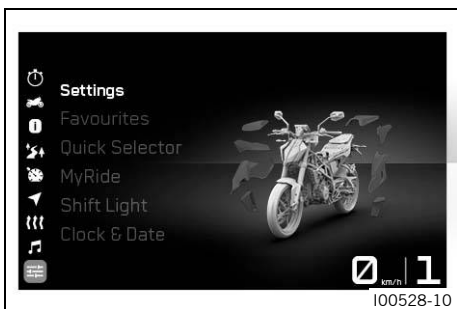 Settings
Favourites
Quick Selector
MyRide
Shift Light
Clock & Date
0 km/h 1
I00528-10